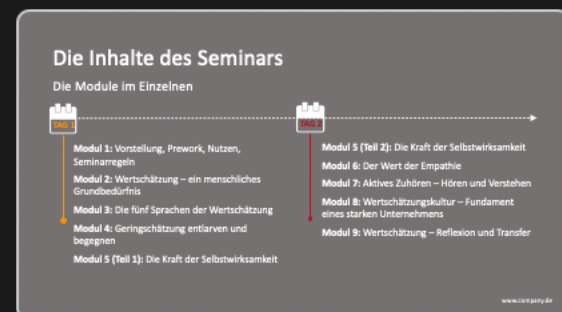 Die Inhalte des Seminars
Die Module im Einzelnen
TAG 1
Modul 1: Vorstellung, Prework, Nutzen,
Seminarregeln
Modul 2: Wertschätzung – ein menschliches
Grundbedürfnis
Modul 3: Die fünf Sprachen der Wertschätzung
Modul 4: Geringschätzung entlarven und
begegnen
Modul 5 (Teil 1): Die Kraft der Selbstwirksamkeit
TAG 2
Modul 5 (Teil 2): Die Kraft der Selbstwirksamkeit
Modul 6: Der Wert der Empathie
Modul 7: Aktives Zuhören – Hören und Verstehen
Modul 8: Wertschätzungskultur – Fundament
eines starken Unternehmens
Modul 9: Wertschätzung – Reflexion und Transfer
www.company.de